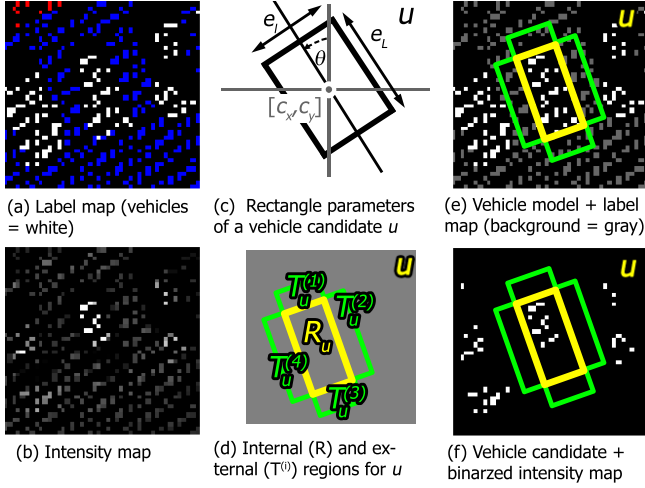 e_l
u
e_L
θ
[c_x,c_y]
u
(a) Label map (vehicles
= white)
(c) Rectangle parameters
of a vehicle candidate u
(e) Vehicle model + label
map (background = gray)
u
T_u^(1)
T_u^(2)
R_u
T_u^(4)
T_u^(3)
u
(b) Intensity map
(d) Internal (R) and ex-
ternal (T^(i)) regions for u
(f) Vehicle candidate +
binarzed intensity map